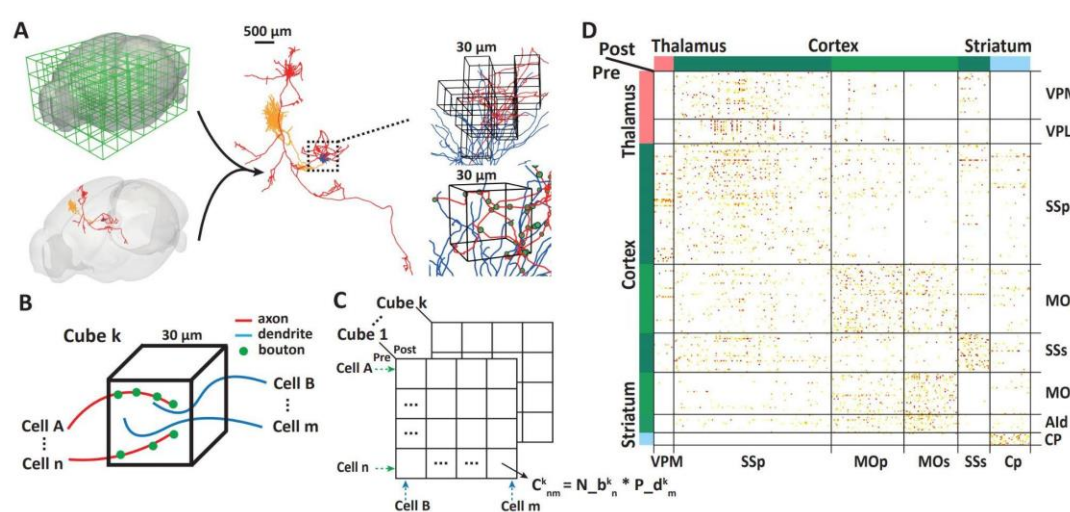 A
500 μm
30 μm
30 μm
B
Cube k
30 μm
axon
dendrite
bouton
Cell A
Cell n
Cell B
Cell m
C
Cube k
Cube 1
Pre
Post
Cell A
...
...
Cell n
... ...
...
Cell B
Cell m
C^k_nm = N_b^k_n * P_d^k_m
D
Post
Pre
Thalamus
Cortex
Striatum
Thalamus
Cortex
Striatum
VPM
VPL
SSp
MO
SSs
MO
AId
CP
VPM
SSp
MOp
MOs
SSs
Cp